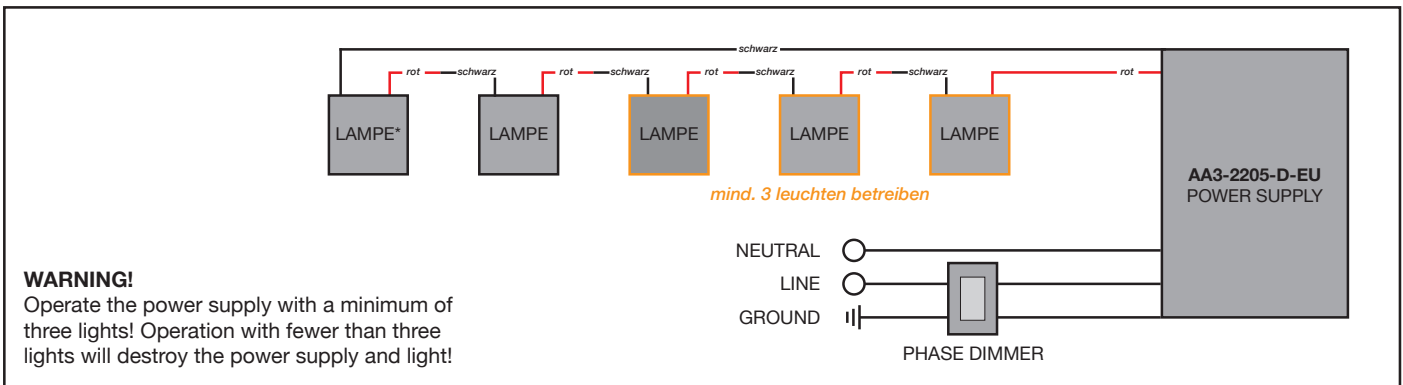 schwarz
rot schwarz rot schwarz rot schwarz rot schwarz rot
LAMPE* LAMPE LAMPE LAMPE LAMPE
mind. 3 leuchten betreiben
AA3-2205-D-EU
POWER SUPPLY
NEUTRAL
LINE
GROUND
PHASE DIMMER
WARNING!
Operate the power supply with a minimum of
three lights! Operation with fewer than three
lights will destroy the power supply and light!